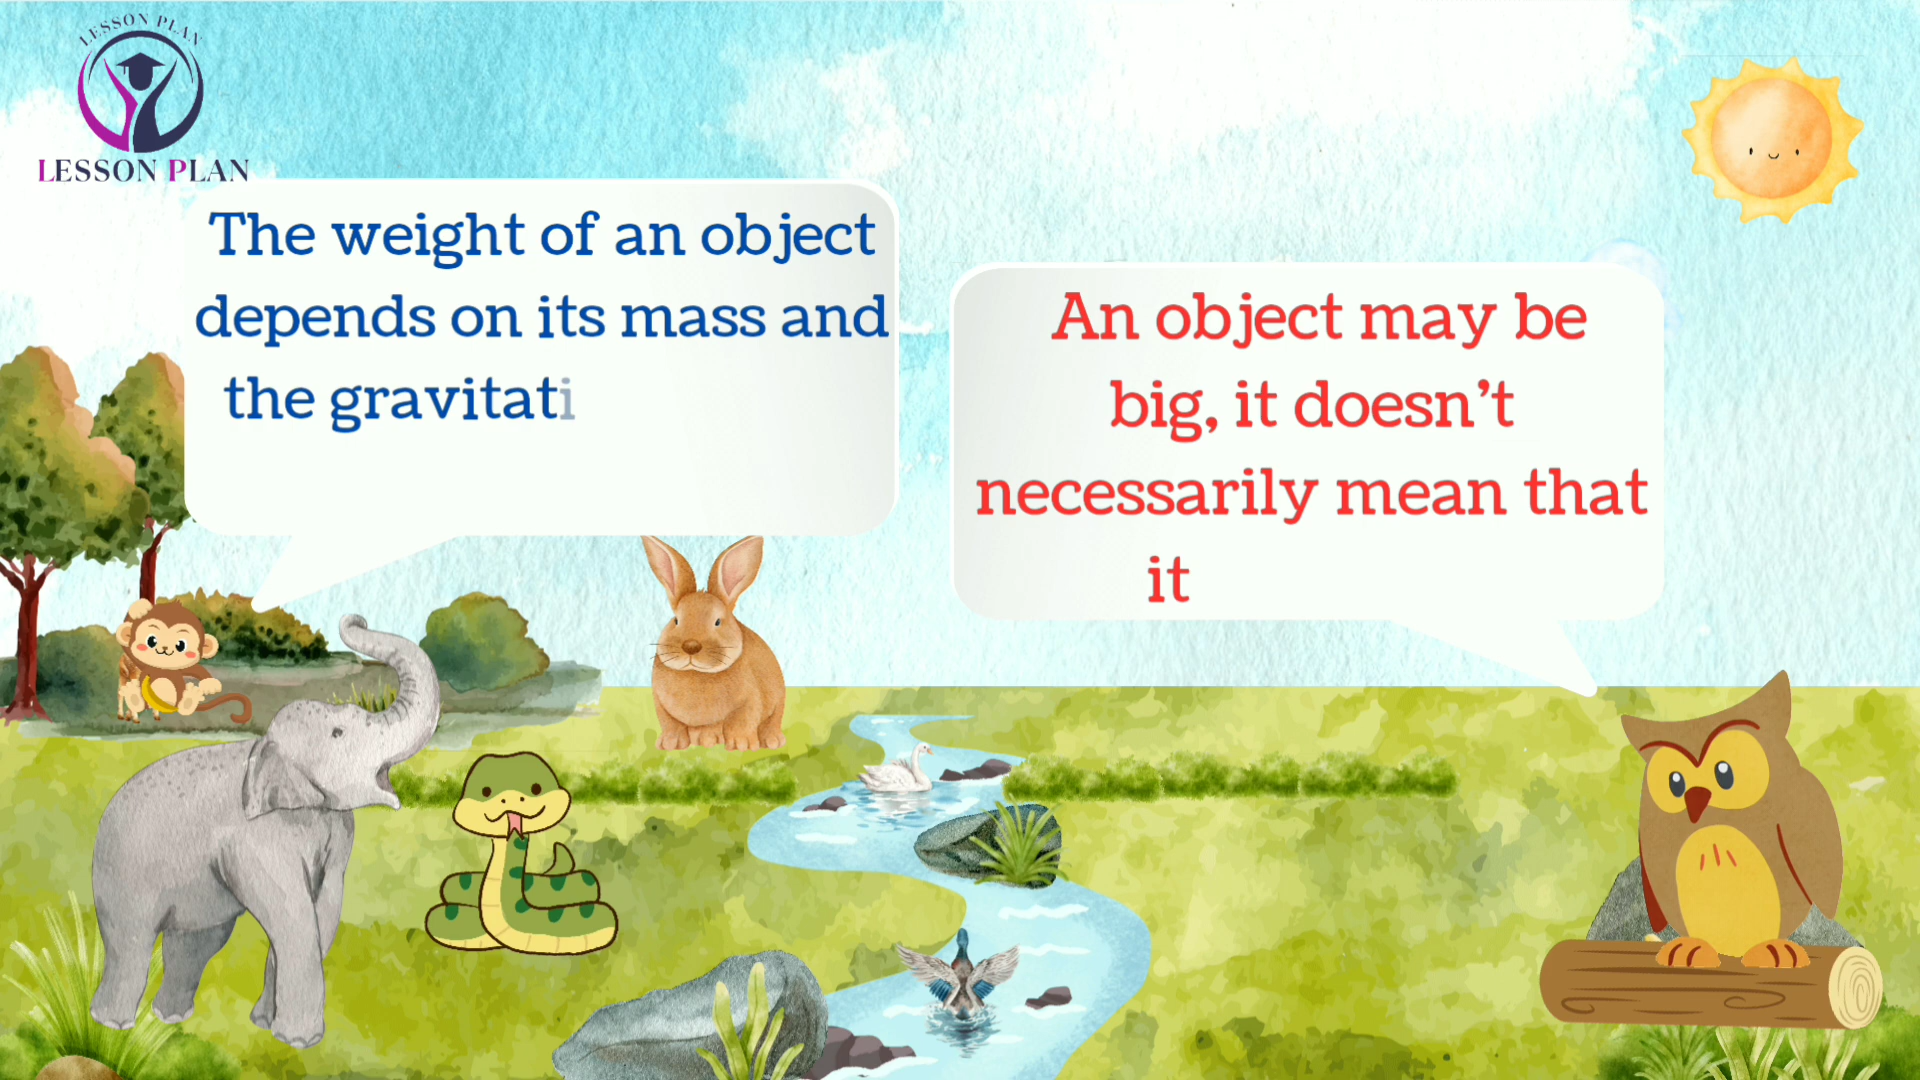 LESSON PLAN
LESSON PLAN
The weight of an object
depends on its mass and
the gravitati
An object may be
big, it doesn’t
necessarily mean that
it